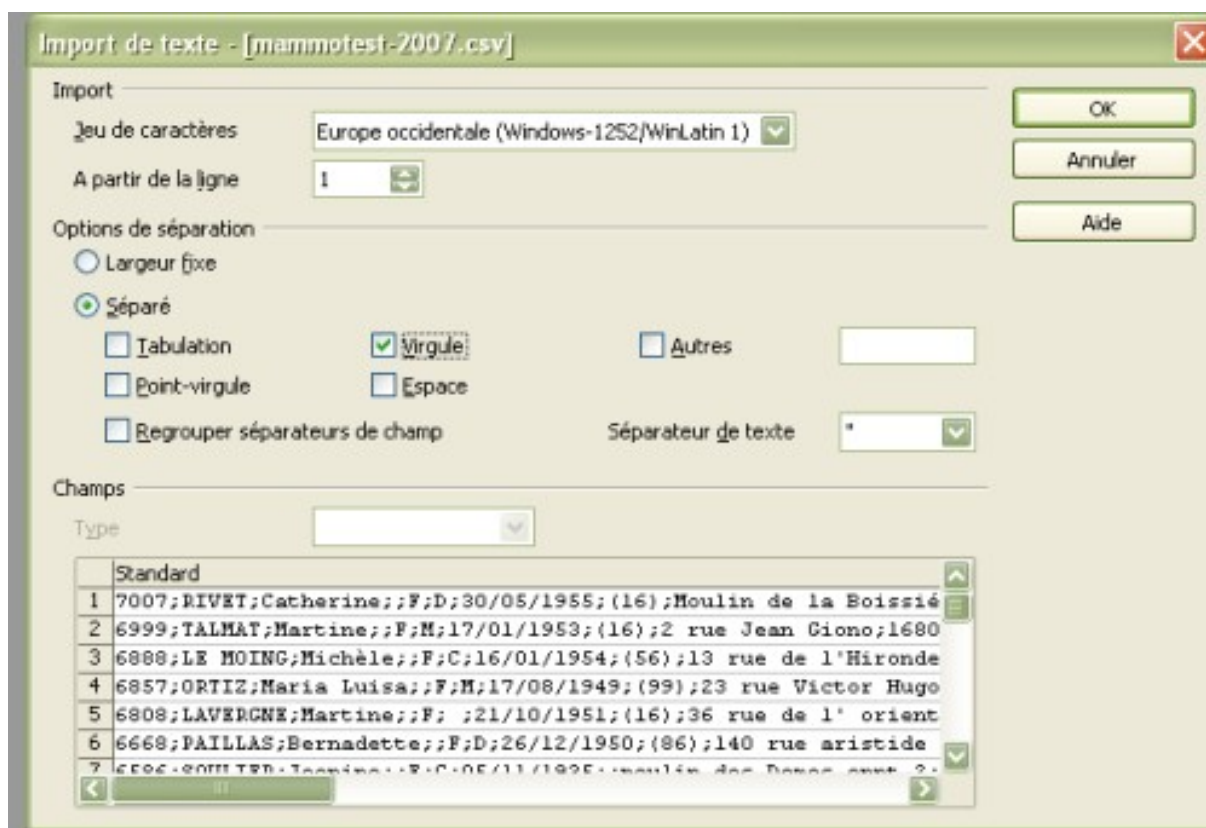 Import de texte - [mammotest-2007.csv]
Import
Jeu de caractères Europe occidentale (Windows-1252/WinLatin 1)
A partir de la ligne 1
OK
Annuler
Aide
Options de séparation
Largeur fixe
Séparé
Tabulation Virgule Autres
Point-virgule Espace
Regrouper séparateurs de champ Séparateur de texte "
Champs
Type
Standard
1 7007;RIVET;Catherine;;F;D;30/05/1955;(16);Moulin de la Boissié
2 6999;TALMAT;Martine;;F;M;17/01/1953;(16);2 rue Jean Giono;1680
3 6888;LE MOING;Michèle;;F;C;16/01/1954;(56);13 rue de l'Hironde
4 6857;ORTIZ;Maria Luisa;;F;M;17/08/1949;(99);23 rue Victor Hugo
5 6808;LAVERGNE;Martine;;F; ;21/10/1951;(16);36 rue de l' orient
6 6668;PAILLAS;Bernadette;;F;D;26/12/1950;(86);140 rue aristide
7